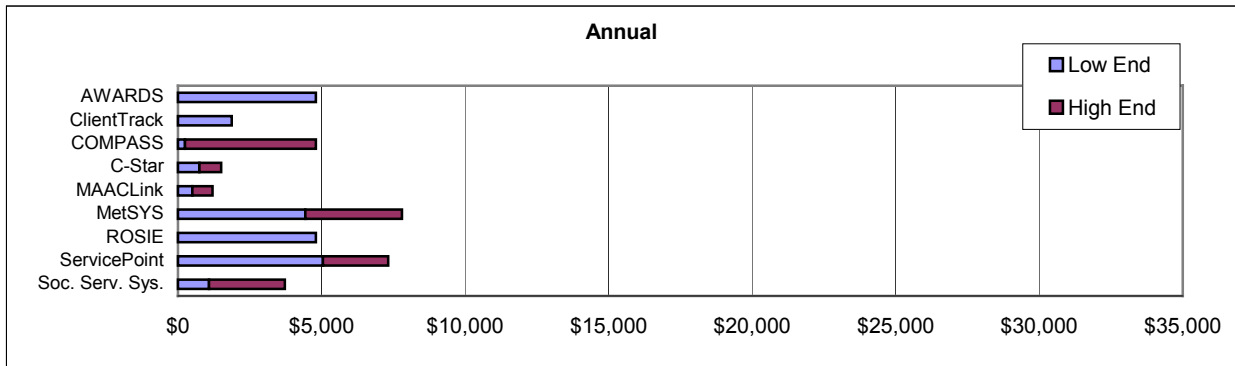 Annual
Low End
High End
AWARDS
ClientTrack
COMPASS
C-Star
MAACLink
MetSYS
ROSIE
ServicePoint
Soc. Serv. Sys.
$0 $5,000 $10,000 $15,000 $20,000 $25,000 $30,000 $35,000